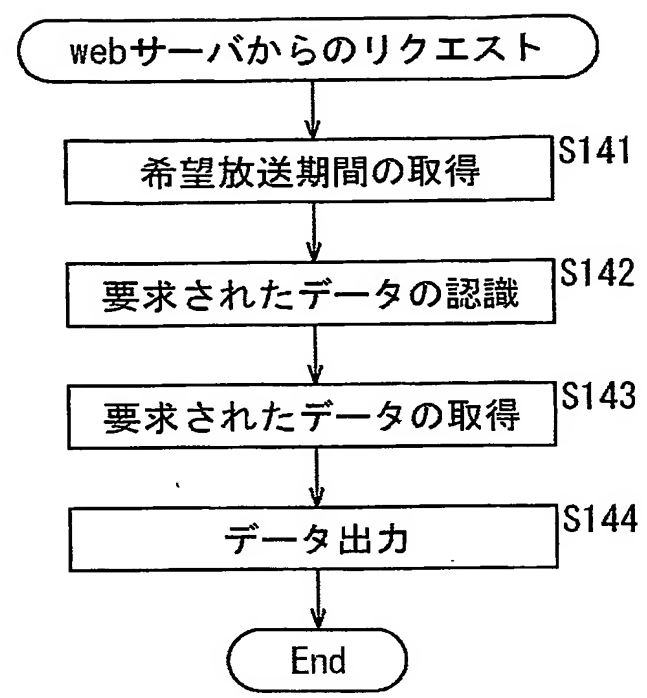 webサーバからのリクエスト
希望放送期間の取得
S141
要求されたデータの認識
S142
要求されたデータの取得
S143
データ出力
S144
End